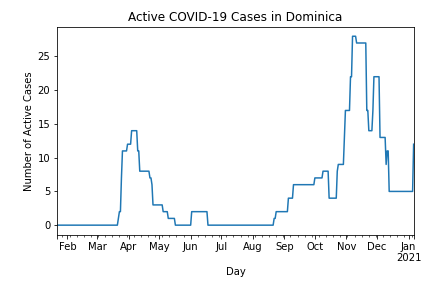 Active COVID-19 Cases in Dominica
Number of Active Cases
25
20
15
10
5
0
Feb Mar Apr May Jun Jul Aug Sep Oct Nov Dec Jan
2021
Day